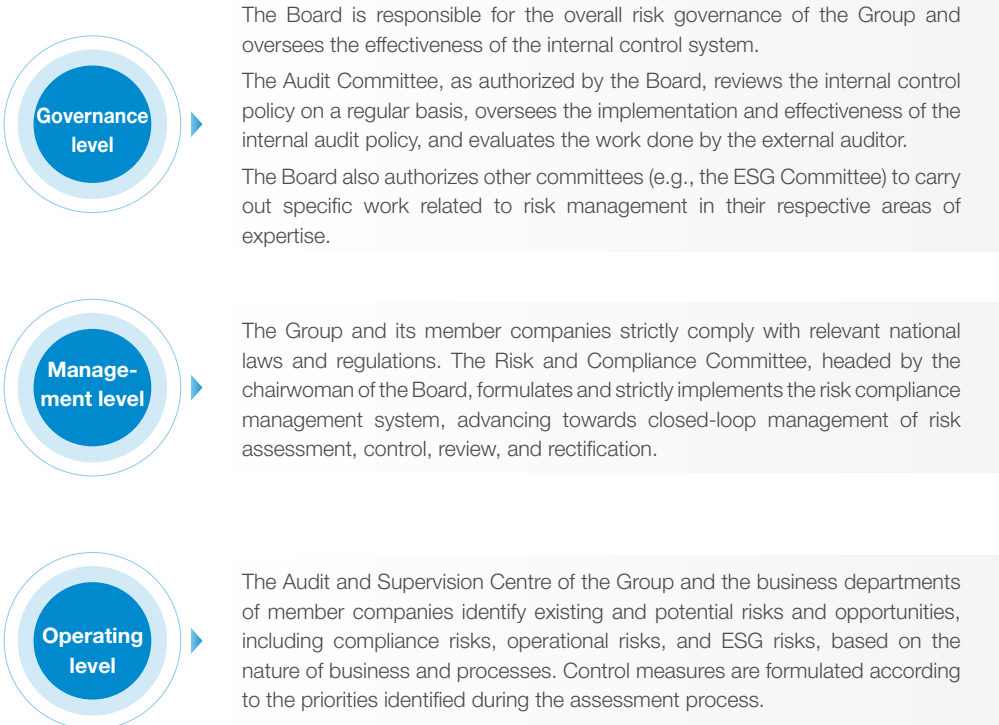 The Board is responsible for the overall risk governance of the Group and
oversees the effectiveness of the internal control system.
Governance
level
The Audit Committee, as authorized by the Board, reviews the internal control
policy on a regular basis, oversees the implementation and effectiveness of the
internal audit policy, and evaluates the work done by the external auditor.
The Board also authorizes other committees (e.g., the ESG Committee) to carry
out specific work related to risk management in their respective areas of
expertise.
Manage-
ment level
The Group and its member companies strictly comply with relevant national
laws and regulations. The Risk and Compliance Committee, headed by the
chairwoman of the Board, formulates and strictly implements the risk compliance
management system, advancing towards closed-loop management of risk
assessment, control, review, and rectification.
Operating
level
The Audit and Supervision Centre of the Group and the business departments
of member companies identify existing and potential risks and opportunities,
including compliance risks, operational risks, and ESG risks, based on the
nature of business and processes. Control measures are formulated according
to the priorities identified during the assessment process.